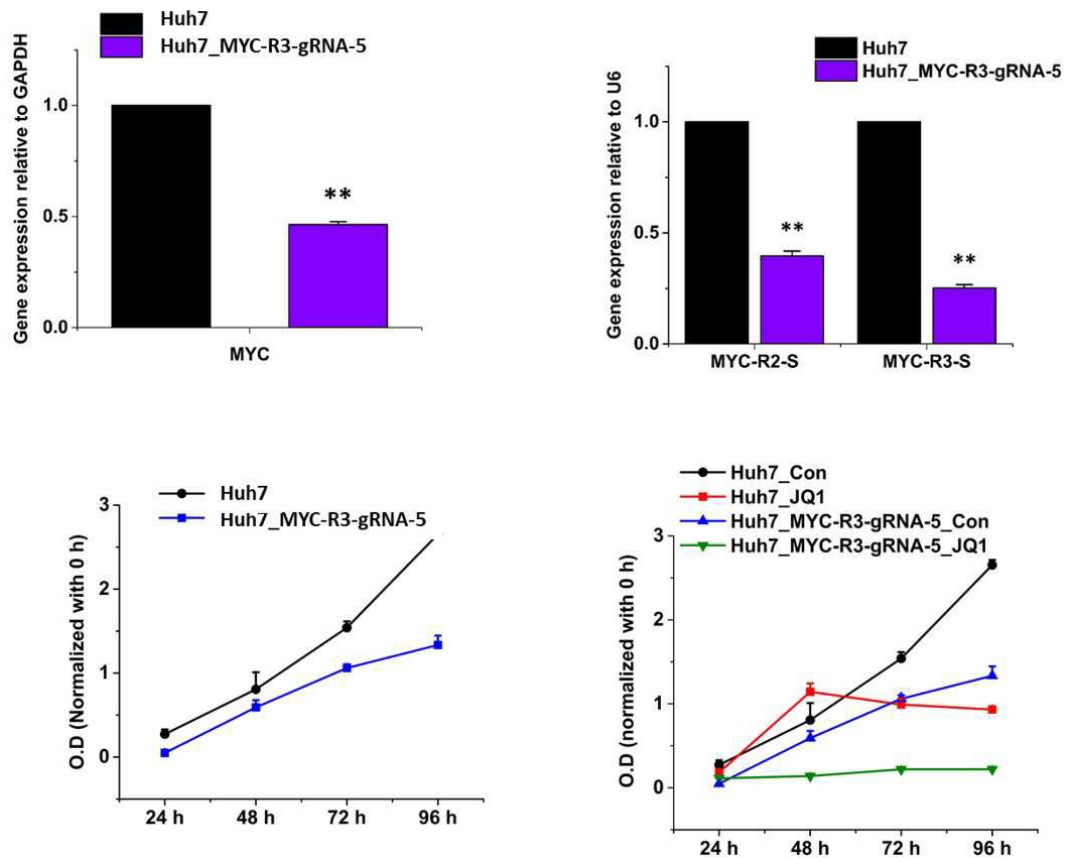 Huh7
Huh7_MYC-R3-gRNA-5
Gene expression relative to GAPDH
1.0
0.5
0.0
MYC
**
Huh7
Huh7_MYC-R3-gRNA-5
Gene expression relative to U6
1.0
0.5
0.0
**
**
MYC-R2-S
MYC-R3-S
Huh7
Huh7_MYC-R3-gRNA-5
O.D (Normalized with 0 h)
3
2
1
0
24 h 48 h 72 h 96 h
Huh7_Con
Huh7_JQ1
Huh7_MYC-R3-gRNA-5_Con
Huh7_MYC-R3-gRNA-5_JQ1
O.D (normalized with 0 h)
3
2
1
0
24 h 48 h 72 h 96 h